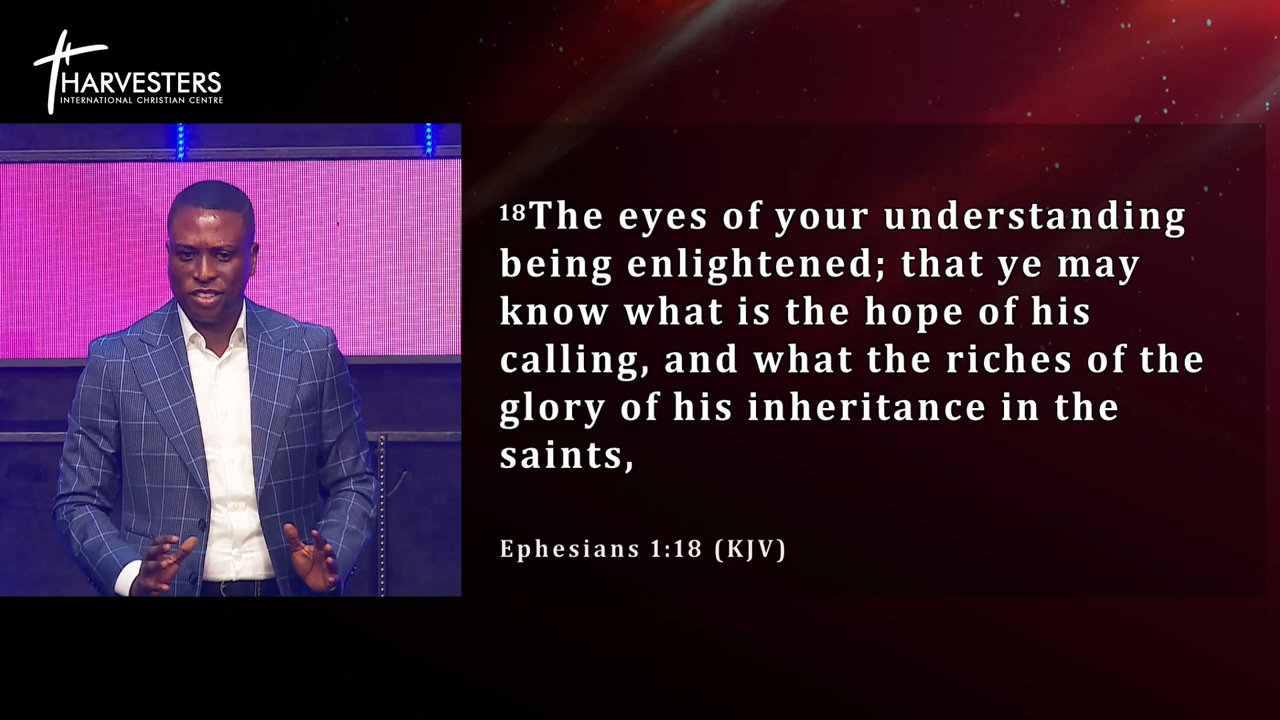 HARVESTERS
INTERNATIONAL CHRISTIAN CENTRE
18The eyes of your understanding
being enlightened; that ye may
know what is the hope of his
calling, and what the riches of the
glory of his inheritance in the
saints,
Ephesians 1:18 (KJV)